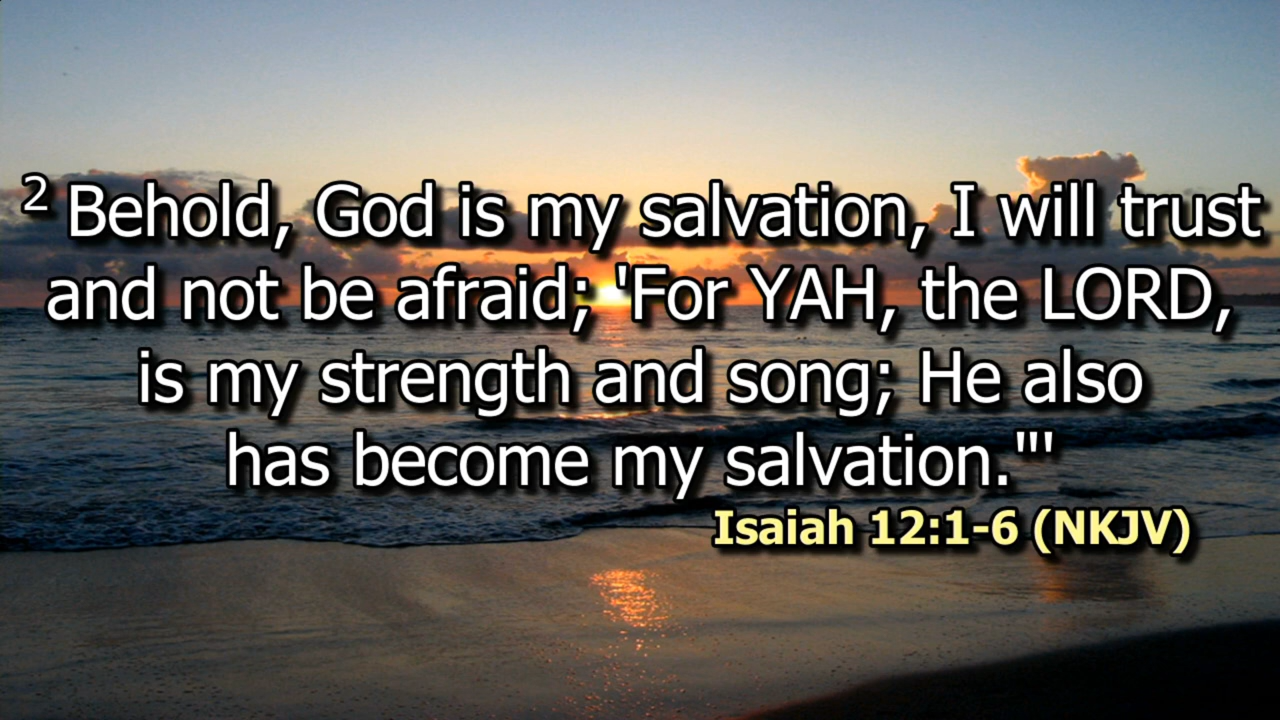 2 Behold, God is my salvation, I will trust
and not be afraid; 'For YAH, the LORD,
is my strength and song; He also
has become my salvation."'
Isaiah 12:1-6 (NKJV)